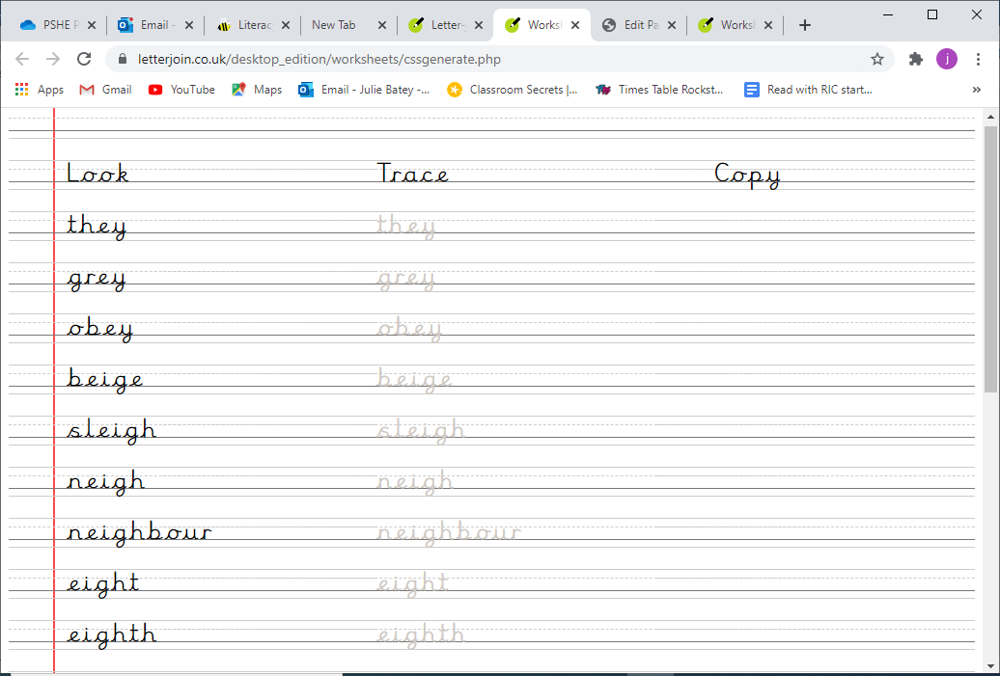 PSHE P Email - Literac New Tab Letter- Works Edit Pa Works
letterjoin.co.uk/desktop_edition/worksheets/cssgenerate.php j
Apps Gmail YouTube Maps Email - Julie Batey -... Classroom Secrets |... Times Table Rockst... Read with RIC start... »
Look Trace Copy
they they
grey grey
obey obey
beige beige
sleigh sleigh
neigh neigh
neighbour neighbour
eight eight
eighth eighth